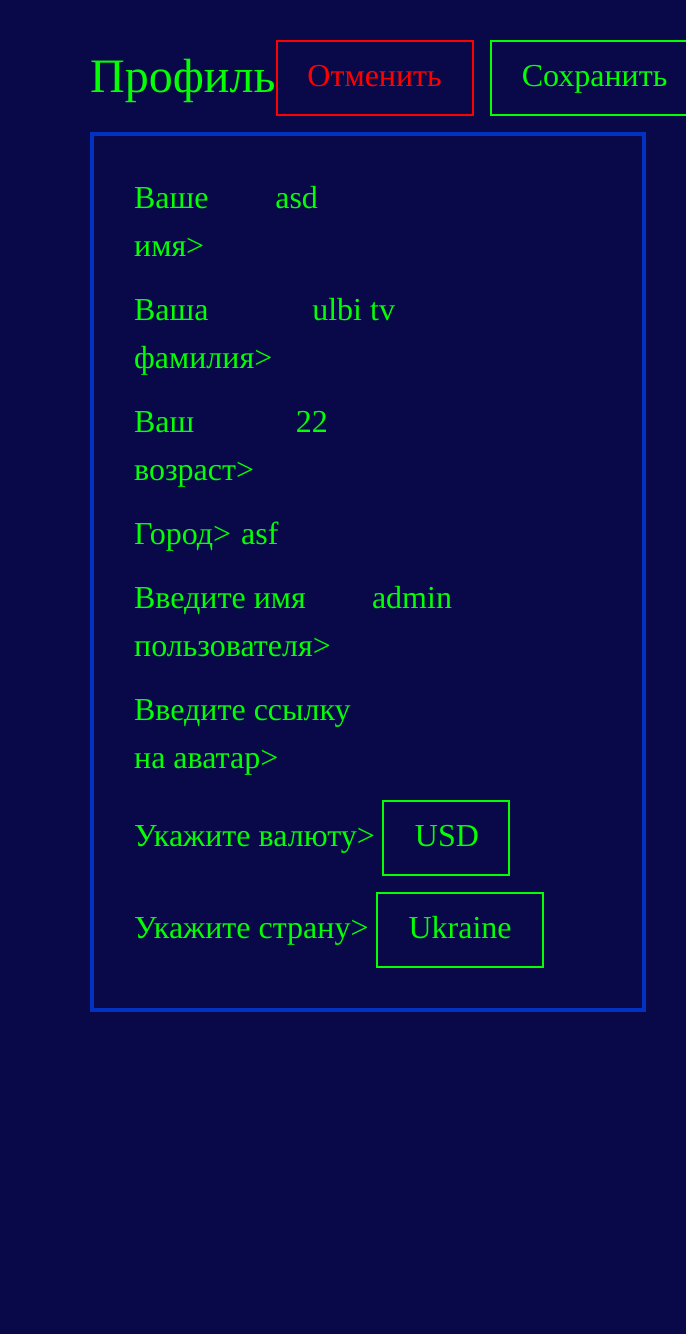 Профиль Отменить Сохранить
Ваше asd
имя>
Ваша ulbi tv
фамилия>
Ваш 22
возраст>
Город> asf
Введите имя admin
пользователя>
Введите ссылку
на аватар>
Укажите валюту> USD
Укажите страну> Ukraine